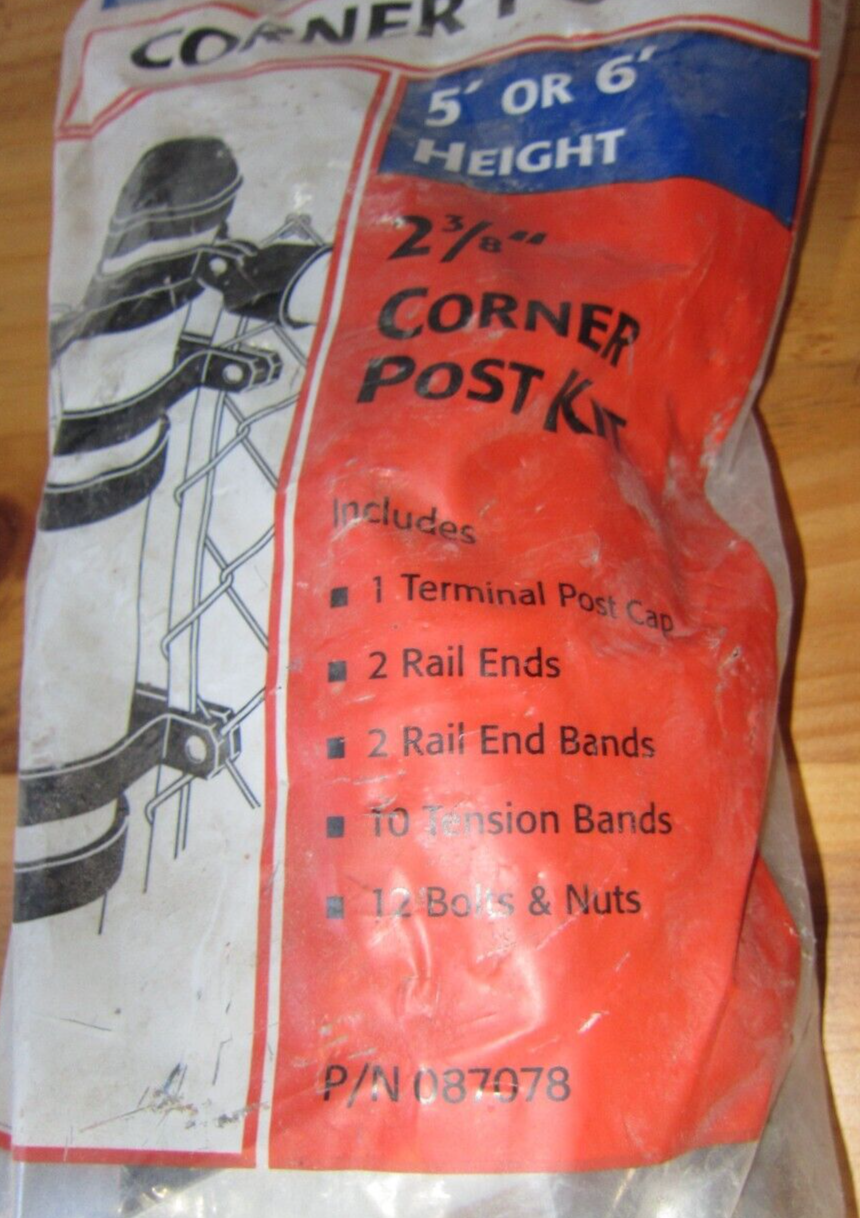 CORNER
5′ OR 6′
HEIGHT
2 3/8"
CORNER
POST KIT
Includes
■ 1 Terminal Post Cap
■ 2 Rail Ends
■ 2 Rail End Bands
■ 10 Tension Bands
■ 12 Bolts & Nuts
P/N 087078